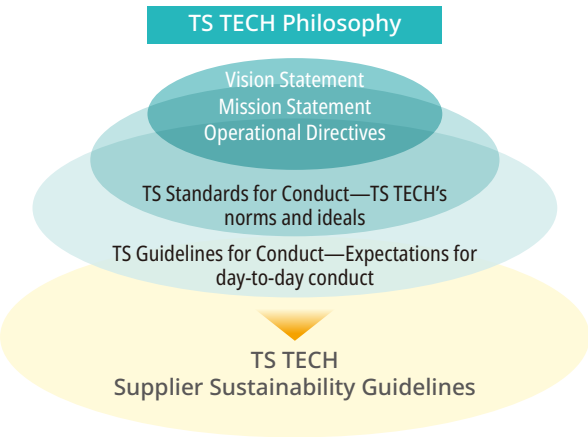 TS TECH Philosophy
Vision Statement
Mission Statement
Operational Directives
TS Standards for Conduct—TS TECH's
norms and ideals
TS Guidelines for Conduct—Expectations for
day-to-day conduct
TS TECH
Supplier Sustainability Guidelines